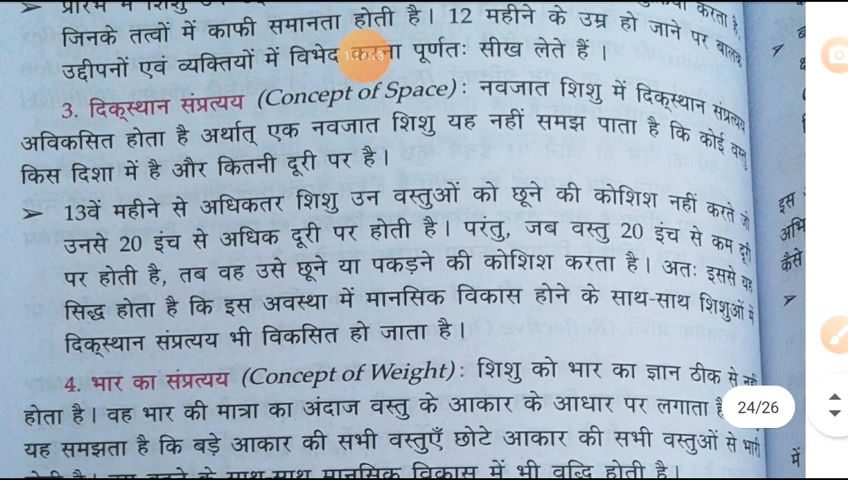 प्रारंभ में शिशु
जिनके तत्वों में काफी समानता होती है। 12 महीने के उम्र हो जाने पर बालक
उद्दीपनों एवं व्यक्तियों में विभेद करना पूर्णतः सीख लेते हैं।
3. दिक्स्थान संप्रत्यय (Concept of Space): नवजात शिशु में दिक्स्थान संप्रत्यय
अविकसित होता है अर्थात् एक नवजात शिशु यह नहीं समझ पाता है कि कोई वस्तु
किस दिशा में है और कितनी दूरी पर है।
➢ 13वें महीने से अधिकतर शिशु उन वस्तुओं को छूने की कोशिश नहीं करते जो
उनसे 20 इंच से अधिक दूरी पर होती है। परंतु, जब वस्तु 20 इंच से कम दूरी
पर होती है, तब वह उसे छूने या पकड़ने की कोशिश करता है। अतः इससे यह
सिद्ध होता है कि इस अवस्था में मानसिक विकास होने के साथ-साथ शिशुओं में
दिक्स्थान संप्रत्यय भी विकसित हो जाता है।
4. भार का संप्रत्यय (Concept of Weight): शिशु को भार का ज्ञान ठीक से नहीं
होता है। वह भार की मात्रा का अंदाज वस्तु के आकार के आधार पर लगाता है
यह समझता है कि बड़े आकार की सभी वस्तुएँ छोटे आकार की सभी वस्तुओं से भारी
के साथ-साथ मानसिक विकास में भी वृद्धि होती है।
इस
कैसे
में
24/26